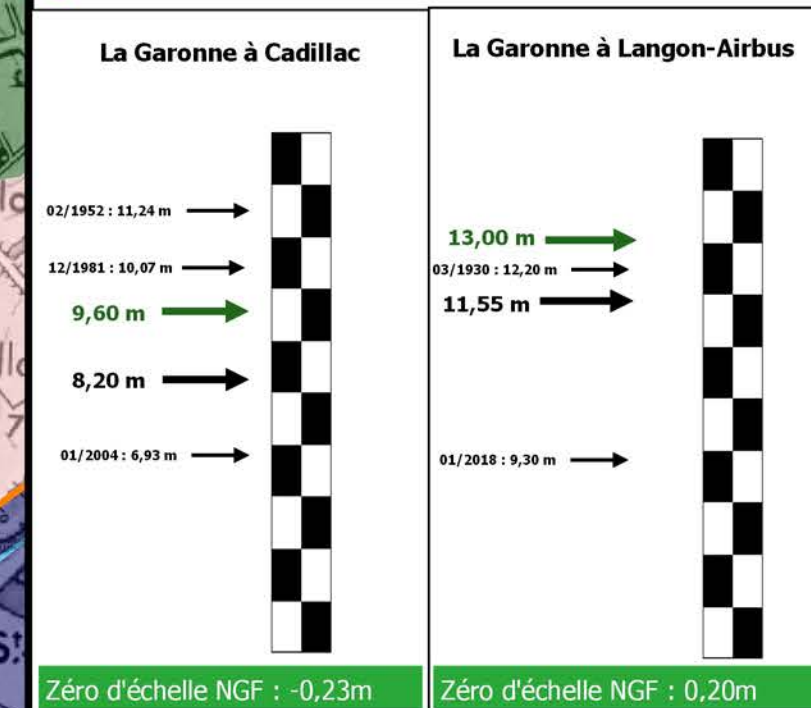 La Garonne à Cadillac
02/1952 : 11,24 m
12/1981 : 10,07 m
9,60 m
8,20 m
01/2004 : 6,93 m
Zéro d'échelle NGF : -0,23m
La Garonne à Langon-Airbus
13,00 m
03/1930 : 12,20 m
11,55 m
01/2018 : 9,30 m
Zéro d'échelle NGF : 0,20m